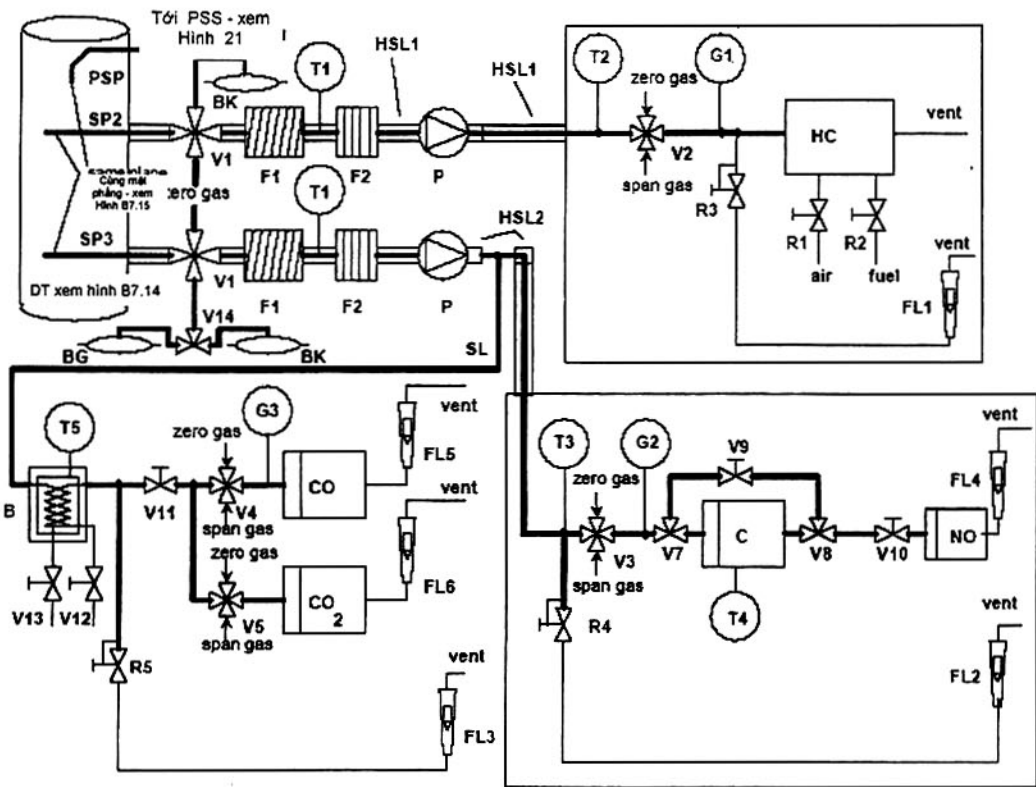 Tới PSS - xem
Hình 21
PSP
BK
T1
HSL1
HSL1
T2
zero gas
G1
vent
SP2
V1
F1
F2
P
V2
span gas
HC
R3
R1
R2
air
fuel
vent
FL1
same plane
Cùng mặt
phẳng - xem
Hình B7.15
zero gas
T1
HSL2
SP3
V1
F1
F2
P
DT xem hình B7.14
V14
BG
BK
SL
T5
zero gas
G3
vent
FL5
B
V11
span gas
V4
CO
vent
zero gas
FL6
V13
V12
V5
CO2
span gas
R5
vent
FL3
T3
zero gas
G2
V9
vent
FL4
V3
V7
C
V8
V10
NO
span gas
T4
R4
vent
FL2